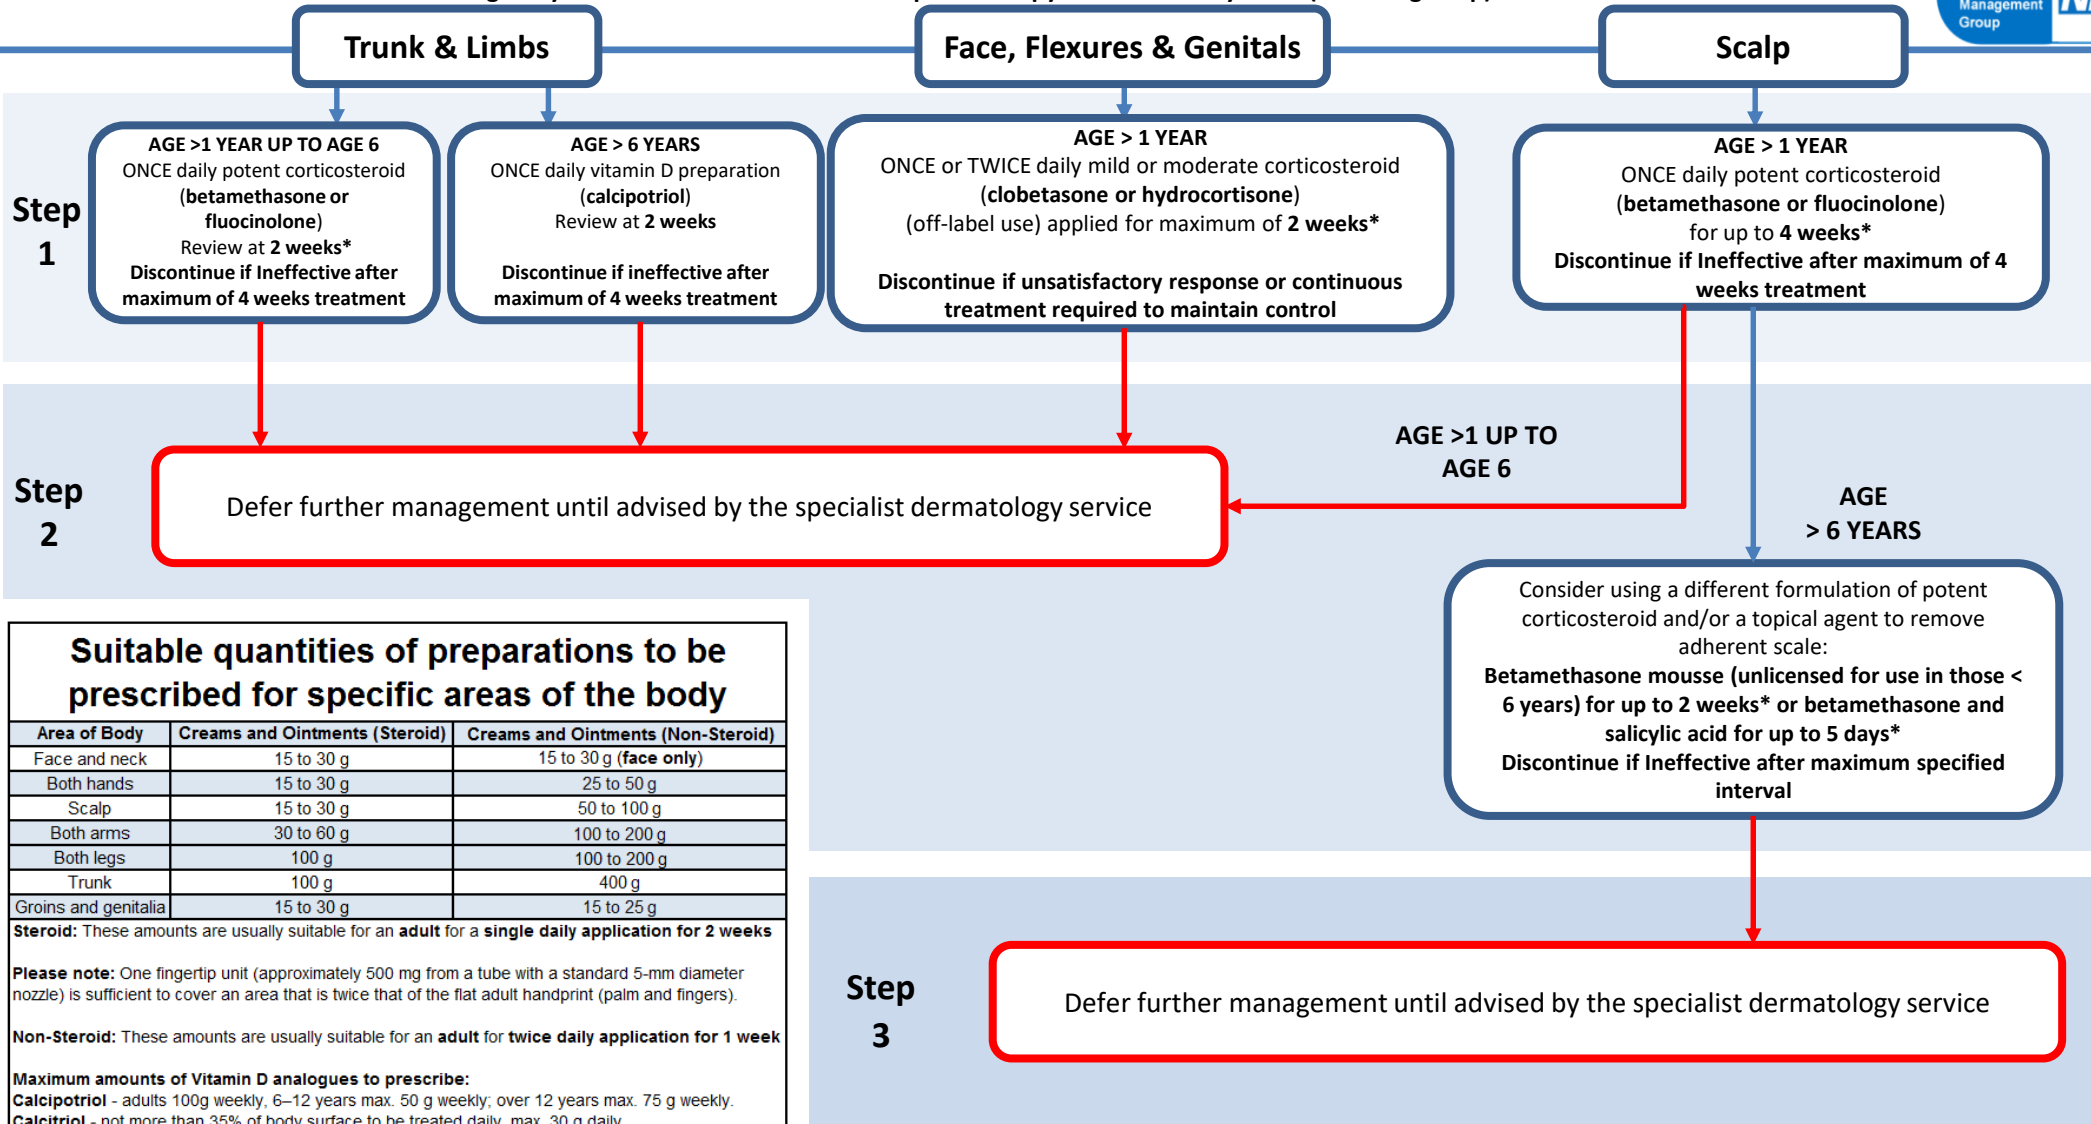 Management
Group
Trunk & Limbs
Face, Flexures & Genitals
Scalp
Step
1
AGE >1 YEAR UP TO AGE 6
ONCE daily potent corticosteroid
(betamethasone or
fluocinolone)
Review at 2 weeks*
Discontinue if Ineffective after
maximum of 4 weeks treatment
AGE > 6 YEARS
ONCE daily vitamin D preparation
(calcipotriol)
Review at 2 weeks
Discontinue if ineffective after
maximum of 4 weeks treatment
AGE > 1 YEAR
ONCE or TWICE daily mild or moderate corticosteroid
(clobetasone or hydrocortisone)
(off-label use) applied for maximum of 2 weeks*
Discontinue if unsatisfactory response or continuous
treatment required to maintain control
AGE > 1 YEAR
ONCE daily potent corticosteroid
(betamethasone or fluocinolone)
for up to 4 weeks*
Discontinue if Ineffective after maximum of 4
weeks treatment
Step
2
Defer further management until advised by the specialist dermatology service
AGE >1 UP TO
AGE 6
AGE
> 6 YEARS
Consider using a different formulation of potent
corticosteroid and/or a topical agent to remove
adherent scale:
Betamethasone mousse (unlicensed for use in those <
6 years) for up to 2 weeks* or betamethasone and
salicylic acid for up to 5 days*
Discontinue if Ineffective after maximum specified
interval
Suitable quantities of preparations to be
prescribed for specific areas of the body
Area of Body Creams and Ointments (Steroid) Creams and Ointments (Non-Steroid)
Face and neck 15 to 30 g 15 to 30 g (face only)
Both hands 15 to 30 g 25 to 50 g
Scalp 15 to 30 g 50 to 100 g
Both arms 30 to 60 g 100 to 200 g
Both legs 100 g 100 to 200 g
Trunk 100 g 400 g
Groins and genitalia 15 to 30 g 15 to 25 g
Steroid: These amounts are usually suitable for an adult for a single daily application for 2 weeks
Please note: One fingertip unit (approximately 500 mg from a tube with a standard 5-mm diameter
nozzle) is sufficient to cover an area that is twice that of the flat adult handprint (palm and fingers).
Non-Steroid: These amounts are usually suitable for an adult for twice daily application for 1 week
Maximum amounts of Vitamin D analogues to prescribe:
Calcipotriol - adults 100g weekly, 6–12 years max. 50 g weekly; over 12 years max. 75 g weekly.
Calcitriol - not more than 35% of body surface to be treated daily, max. 30 g daily
Step
3
Defer further management until advised by the specialist dermatology service